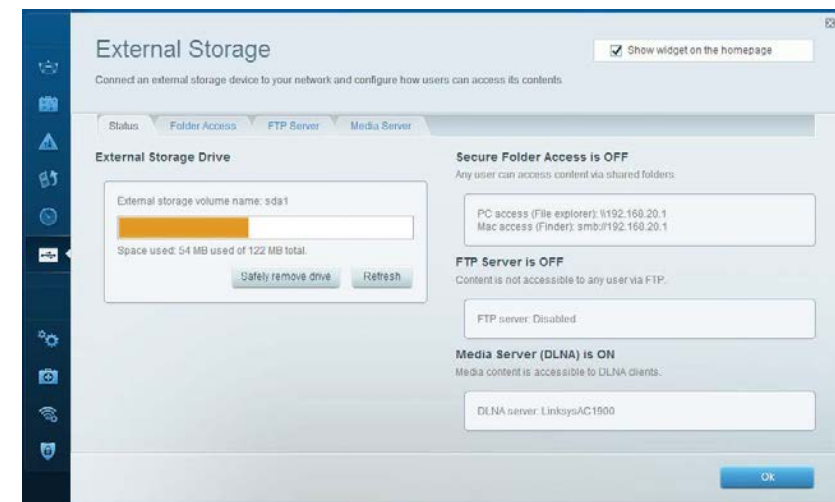 External Storage
Show widget on the homepage
Connect an external storage device to your network and configure how users can access its contents.
Status
Folder Access
FTP Server
Media Server
External Storage Drive
External storage volume name: sda1
Space used: 54 MB used of 122 MB total.
Safely remove drive
Refresh
Secure Folder Access is OFF
Any user can access content via shared folders.
PC access (File explorer): \\192.168.20.1
Mac access (Finder): smb://192.168.20.1
FTP Server is OFF
Content is not accessible to any user via FTP.
FTP server: Disabled
Media Server (DLNA) is ON
Media content is accessible to DLNA clients.
DLNA server: LinksysAC1900
Ok